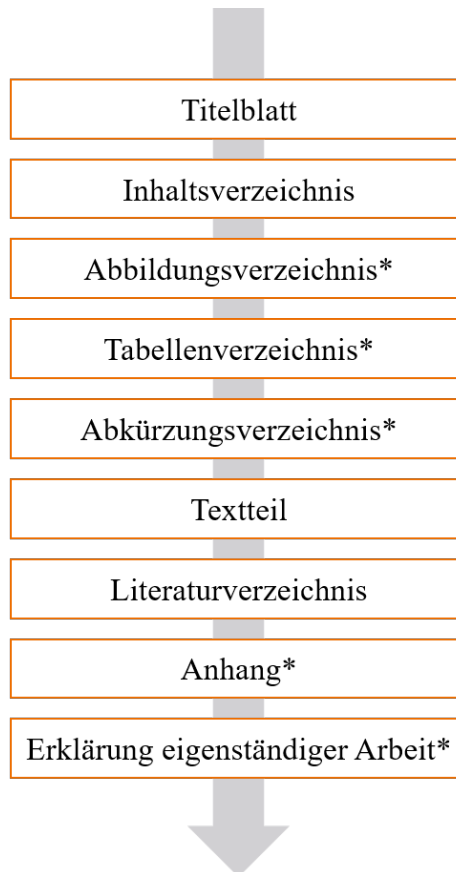 Titelblatt
Inhaltsverzeichnis
Abbildungsverzeichnis*
Tabellenverzeichnis*
Abkürzungsverzeichnis*
Textteil
Literaturverzeichnis
Anhang*
Erklärung eigenständiger Arbeit*